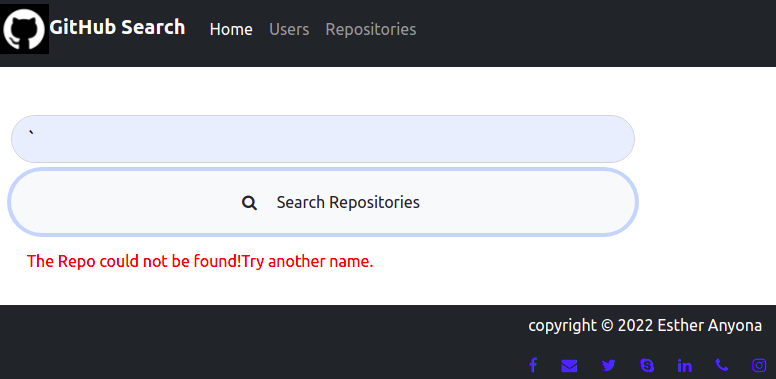 GitHub Search Home Users Repositories
`
Search Repositories
The Repo could not be found!Try another name.
copyright © 2022 Esther Anyona